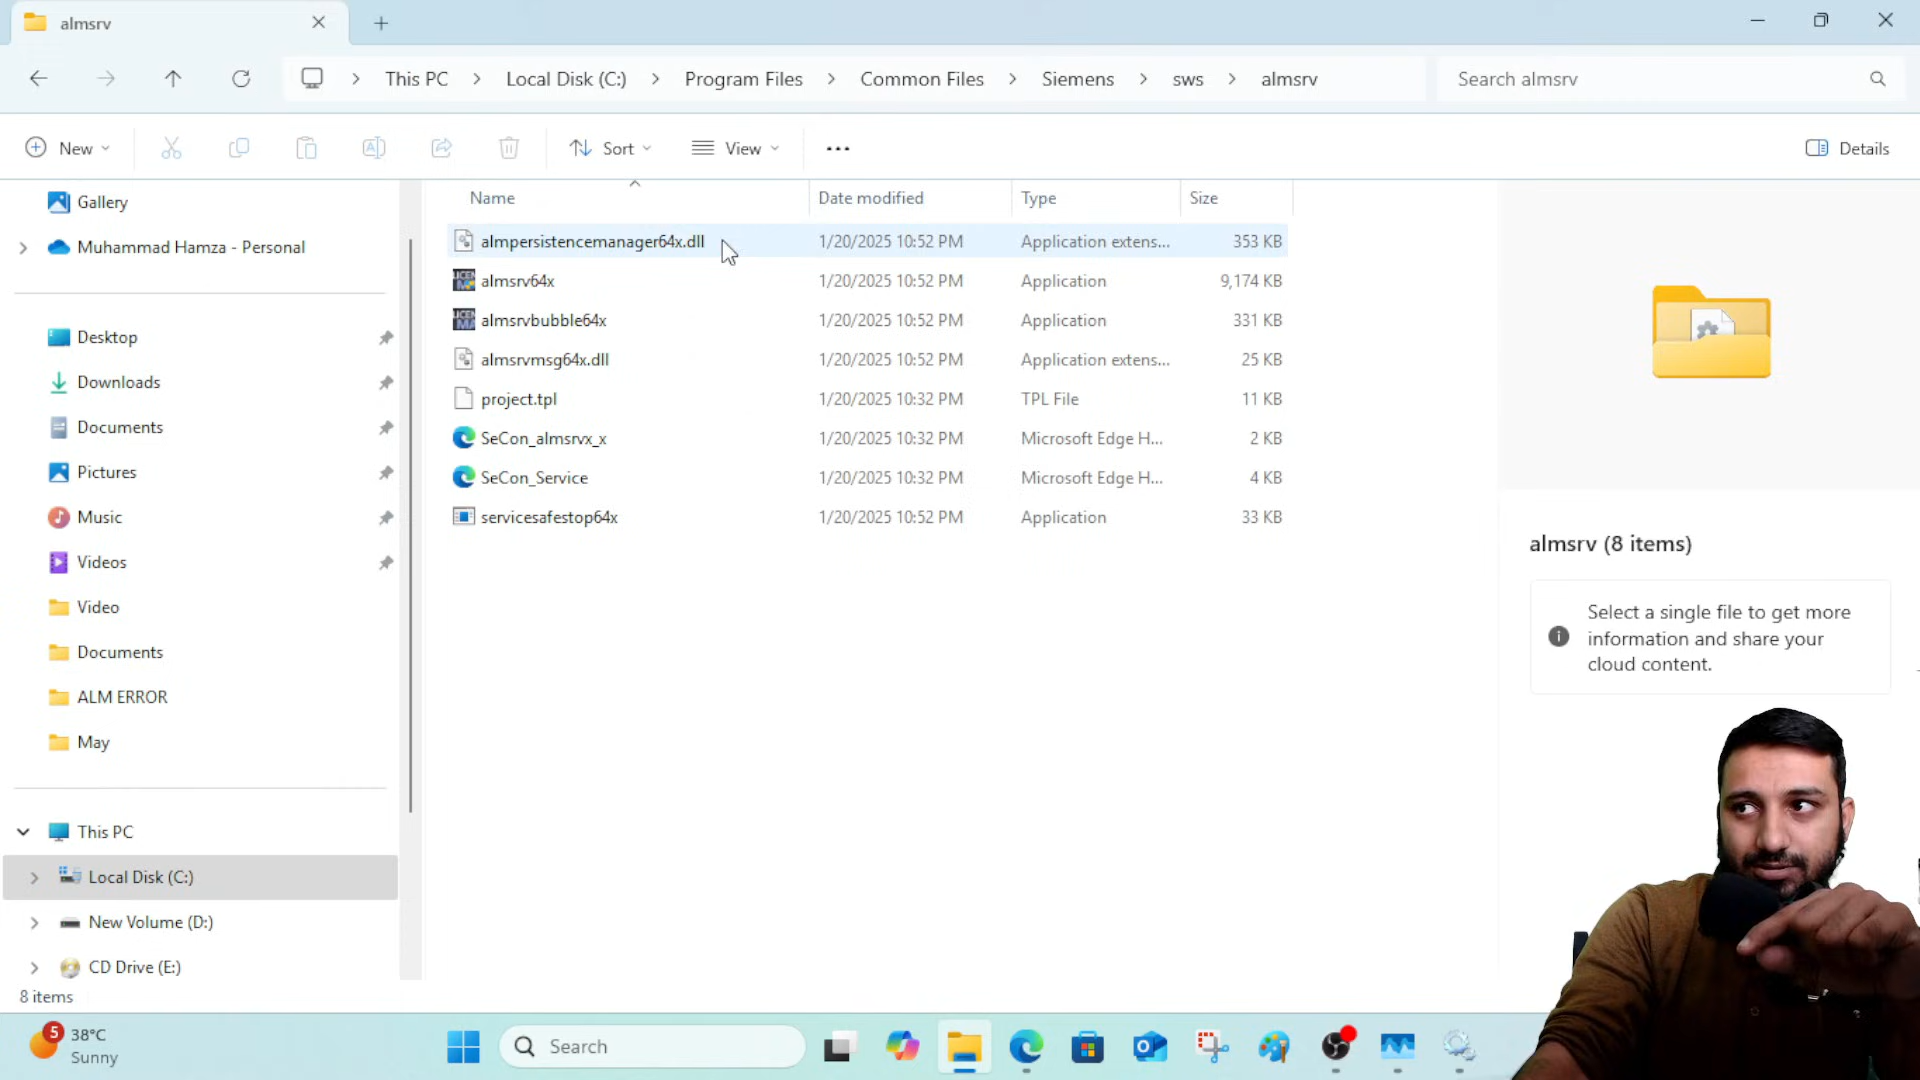 almsrv
This PC
Local Disk (C:)
Program Files
Common Files
Siemens
sws
almsrv
Search almsrv
New
Sort
View
Details
Gallery
Muhammad Hamza - Personal
Desktop
Downloads
Documents
Pictures
Music
Videos
Video
Documents
ALM ERROR
May
This PC
Local Disk (C:)
New Volume (D:)
CD Drive (E:)
8 items
Name Date modified Type Size
almpersistencemanager64x.dll 1/20/2025 10:52 PM Application extens... 353 KB
almsrv64x 1/20/2025 10:52 PM Application 9,174 KB
almsrvbubble64x 1/20/2025 10:52 PM Application 331 KB
almsrvmsg64x.dll 1/20/2025 10:52 PM Application extens... 25 KB
project.tpl 1/20/2025 10:32 PM TPL File 11 KB
SeCon_almsrvx_x 1/20/2025 10:32 PM Microsoft Edge H... 2 KB
SeCon_Service 1/20/2025 10:32 PM Microsoft Edge H... 4 KB
servicesafestop64x 1/20/2025 10:52 PM Application 33 KB
almsrv (8 items)
Select a single file to get more
information and share your
cloud content.
5
38°C
Sunny
Search